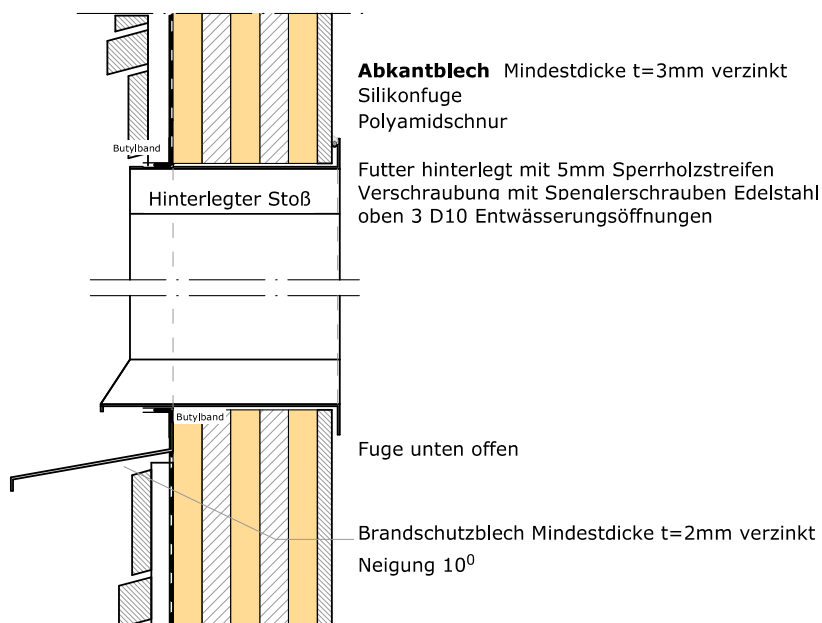 Abkantblech Mindestdicke t=3mm verzinkt
Silikonfuge
Polyamidschnur
Butylband
Futter hinterlegt mit 5mm Sperrholzstreifen
Verschraubung mit Spenglerschrauben Edelstahl
oben 3 D10 Entwässerungsöffnungen
Hinterlegter Stoß
Butylband
Fuge unten offen
Brandschutzblech Mindestdicke t=2mm verzinkt
Neigung 10⁰